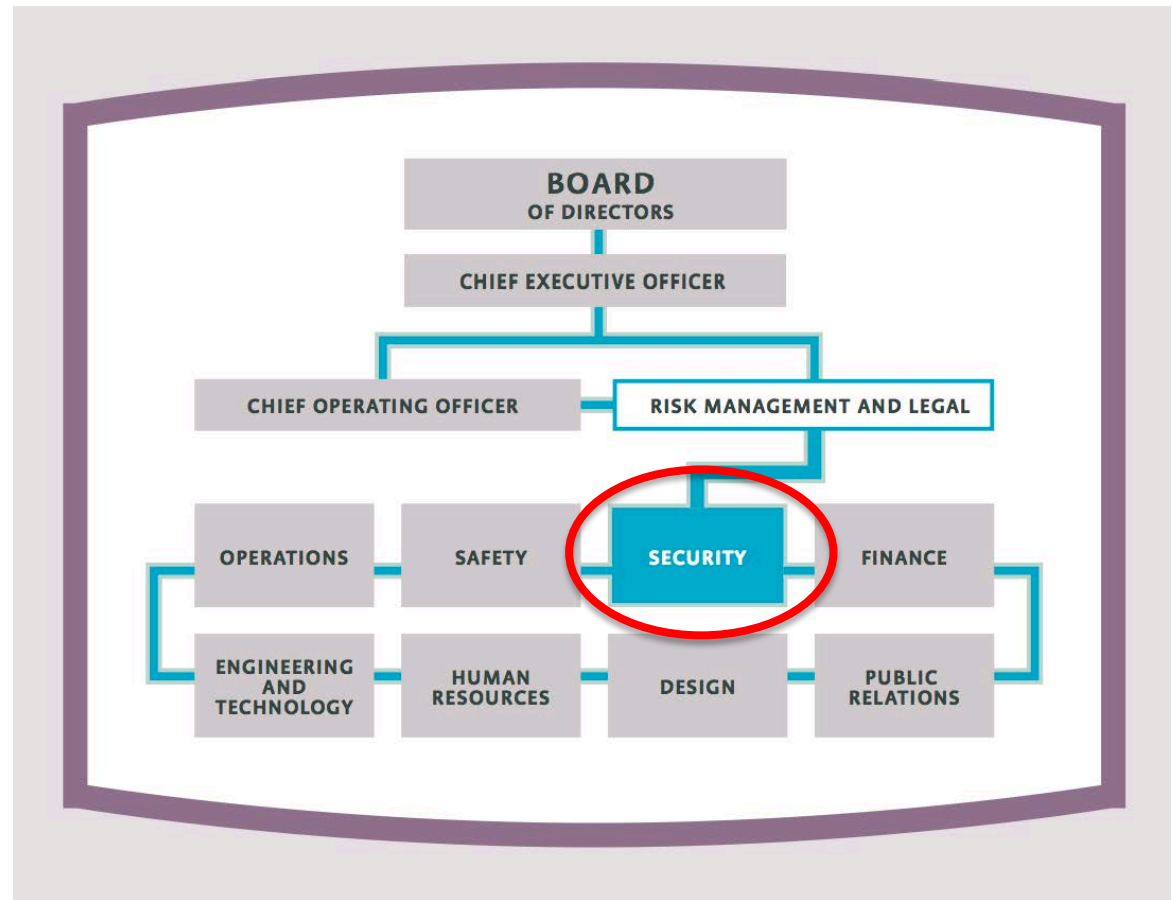 BOARD
OF DIRECTORS
CHIEF EXECUTIVE OFFICER
CHIEF OPERATING OFFICER
RISK MANAGEMENT AND LEGAL
OPERATIONS
SAFETY
SECURITY
FINANCE
ENGINEERING
AND
TECHNOLOGY
HUMAN
RESOURCES
DESIGN
PUBLIC
RELATIONS